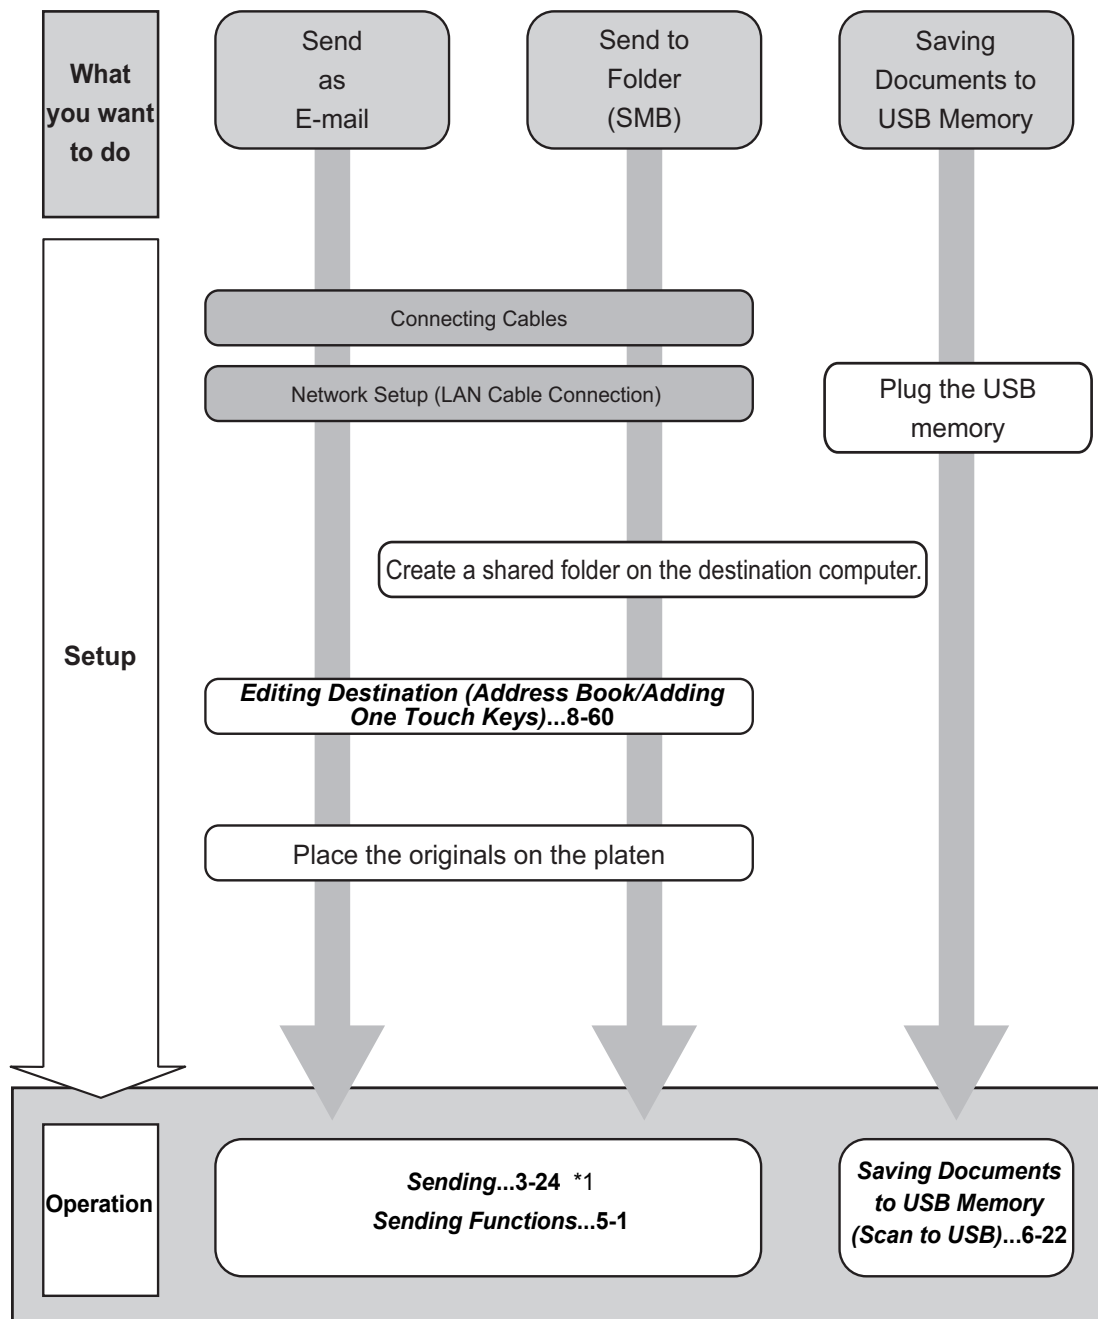 What
you want
to do
Send
as
E-mail
Send to
Folder
(SMB)
Saving
Documents to
USB Memory
Setup
Connecting Cables
Network Setup (LAN Cable Connection)
Plug the USB
memory
Create a shared folder on the destination computer.
Editing Destination (Address Book/Adding
One Touch Keys)...8-60
Place the originals on the platen
Operation
Sending...3-24 *1
Sending Functions...5-1
Saving Documents
to USB Memory
(Scan to USB)...6-22